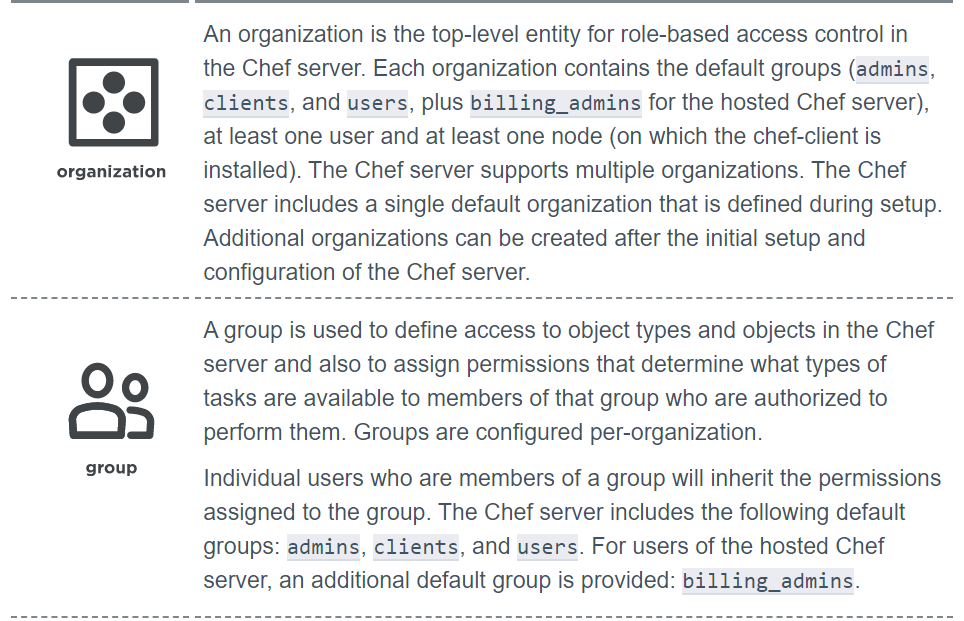 An organization is the top-level entity for role-based access control in
the Chef server. Each organization contains the default groups (admins,
clients, and users, plus billing_admins for the hosted Chef server),
at least one user and at least one node (on which the chef-client is
installed). The Chef server supports multiple organizations. The Chef
server includes a single default organization that is defined during setup.
Additional organizations can be created after the initial setup and
configuration of the Chef server.
organization
A group is used to define access to object types and objects in the Chef
server and also to assign permissions that determine what types of
tasks are available to members of that group who are authorized to
perform them. Groups are configured per-organization.
Individual users who are members of a group will inherit the permissions
assigned to the group. The Chef server includes the following default
groups: admins, clients, and users. For users of the hosted Chef
server, an additional default group is provided: billing_admins.
group